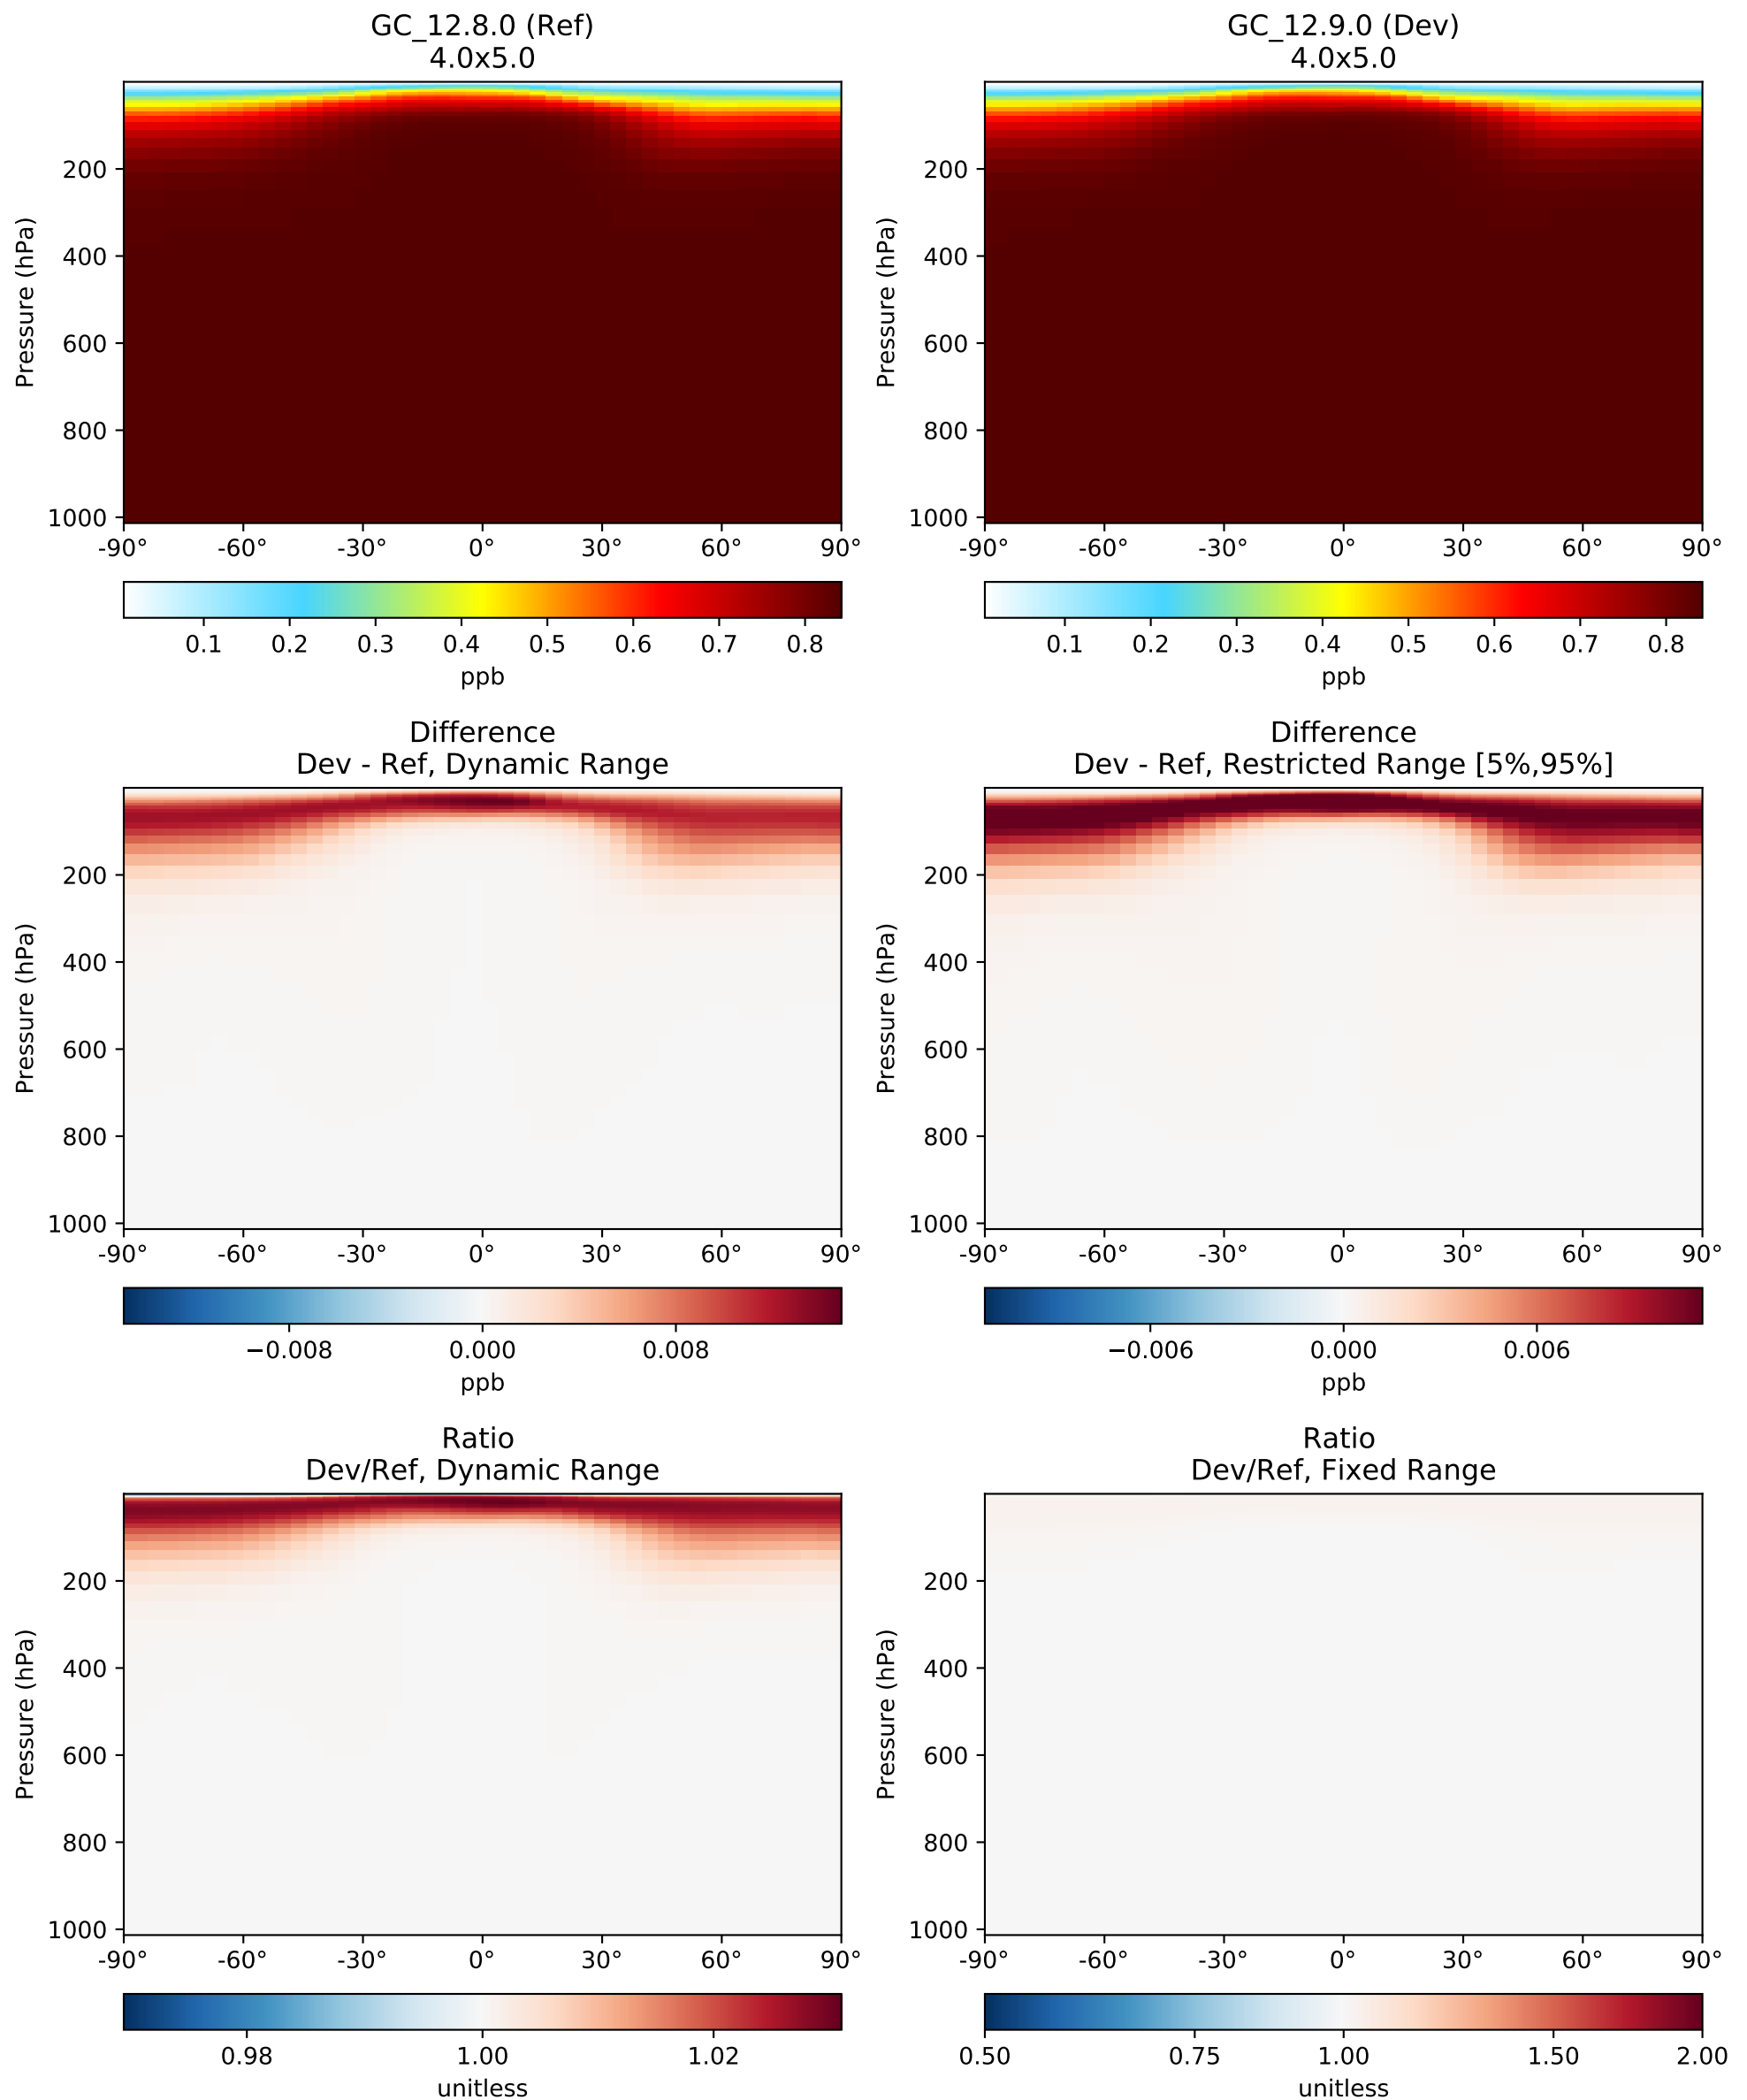 GC_12.8.0 (Ref)
4.0x5.0
Pressure (hPa)
200
400
600
800
1000
-90° -60° -30° 0° 30° 60° 90°
0.1 0.2 0.3 0.4 0.5 0.6 0.7 0.8
ppb
GC_12.9.0 (Dev)
4.0x5.0
Pressure (hPa)
200
400
600
800
1000
-90° -60° -30° 0° 30° 60° 90°
0.1 0.2 0.3 0.4 0.5 0.6 0.7 0.8
ppb
Difference
Dev - Ref, Dynamic Range
Pressure (hPa)
200
400
600
800
1000
-90° -60° -30° 0° 30° 60° 90°
−0.008 0.000 0.008
ppb
Difference
Dev - Ref, Restricted Range [5%,95%]
Pressure (hPa)
200
400
600
800
1000
-90° -60° -30° 0° 30° 60° 90°
−0.006 0.000 0.006
ppb
Ratio
Dev/Ref, Dynamic Range
Pressure (hPa)
200
400
600
800
1000
-90° -60° -30° 0° 30° 60° 90°
0.98 1.00 1.02
unitless
Ratio
Dev/Ref, Fixed Range
Pressure (hPa)
200
400
600
800
1000
-90° -60° -30° 0° 30° 60° 90°
0.50 0.75 1.00 1.50 2.00
unitless